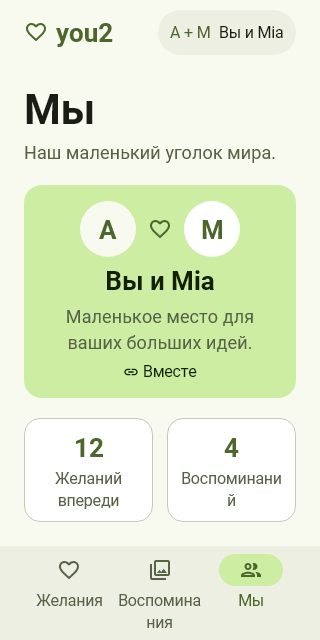 you2
A + M Вы и Mia
Мы
Наш маленький уголок мира.
A
M
Вы и Mia
Маленькое место для
ваших больших идей.
Вместе
12
Желаний
впереди
4
Воспоминани
й
Желания
Воспомина
ния
Мы